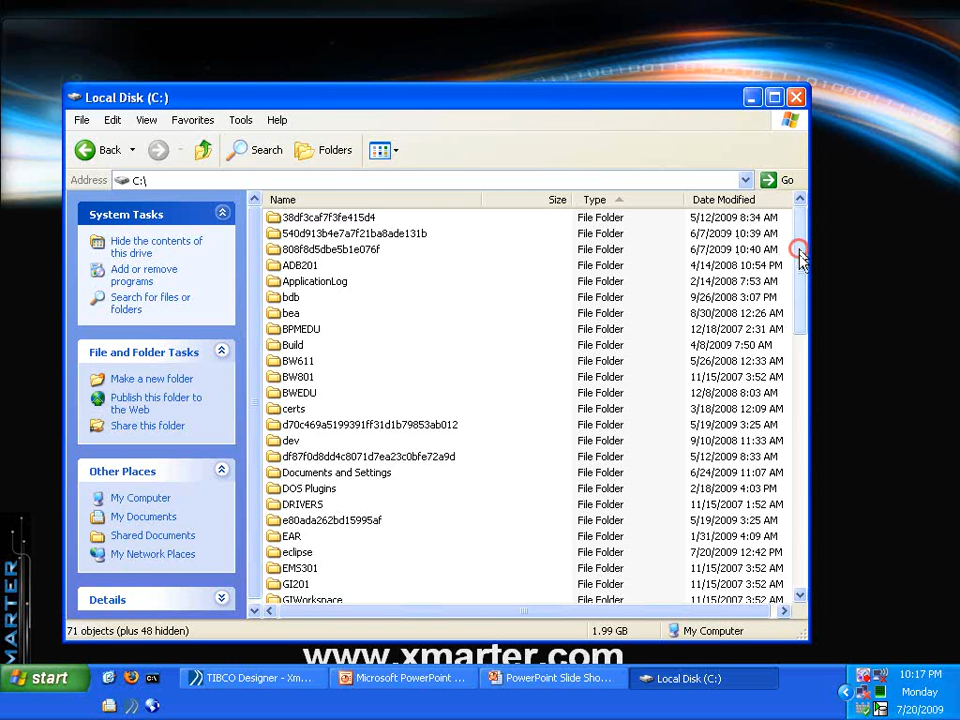 Local Disk (C:)
File Edit View Favorites Tools Help
Back Search Folders
Address C:\ Go
System Tasks
Hide the contents of
this drive
Add or remove
programs
Search for files or
folders
File and Folder Tasks
Make a new folder
Publish this folder to
the Web
Share this folder
Other Places
My Computer
My Documents
Shared Documents
My Network Places
Details
Name Size Type Date Modified
38df3caf7f3fe415d4 File Folder 5/12/2009 8:34 AM
540d913b4e7a7f21ba8ade131b File Folder 6/7/2009 10:39 AM
808f8d5dbe5b1e076f File Folder 6/7/2009 10:40 AM
ADB201 File Folder 4/14/2008 10:54 PM
ApplicationLog File Folder 2/14/2008 7:53 AM
bdb File Folder 9/26/2008 3:07 PM
bea File Folder 8/30/2008 12:26 AM
BPMEDU File Folder 12/18/2007 2:31 AM
Build File Folder 4/8/2009 7:50 AM
BW611 File Folder 5/26/2008 12:33 AM
BW801 File Folder 11/15/2007 3:52 AM
BWEDU File Folder 12/8/2008 8:03 AM
certs File Folder 3/18/2008 12:09 AM
d70c469a5199391ff31d1b79853ab012 File Folder 5/19/2009 3:25 AM
dev File Folder 9/10/2008 11:33 AM
df87f0d8dd4c8071d7ea23c0bfe72a9d File Folder 5/12/2009 8:33 AM
Documents and Settings File Folder 6/24/2009 11:07 AM
DOS Plugins File Folder 2/18/2009 4:03 PM
DRIVERS File Folder 11/15/2007 1:52 AM
e80ada262bd15995af File Folder 5/19/2009 3:25 AM
EAR File Folder 1/31/2009 4:09 AM
eclipse File Folder 7/20/2009 12:42 PM
EMS301 File Folder 11/15/2007 3:52 AM
GI201 File Folder 11/15/2007 3:52 AM
GIWorkspace File Folder
71 objects (plus 48 hidden) 1.99 GB My Computer
MARTER
www.xmarter.com
start TIBCO Designer - Xm... Microsoft PowerPoint ... PowerPoint Slide Sho... Local Disk (C:) 10:17 PM
Monday
7/20/2009